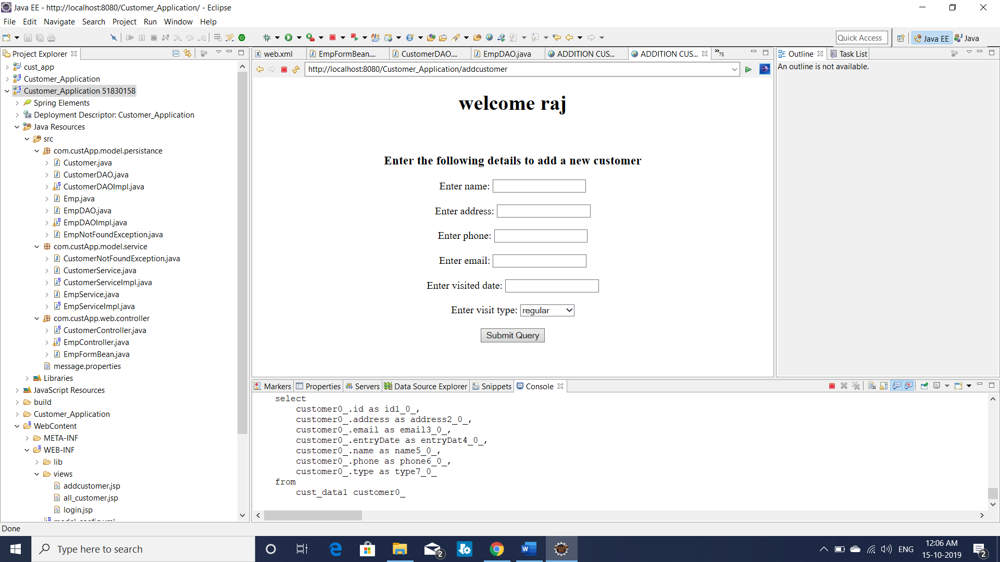 Java EE - http://localhost:8080/Customer_Application/ - Eclipse
File Edit Navigate Search Project Run Window Help
Quick Access
Java EE
Java
Project Explorer
cust_app
Customer_Application
Customer_Application 51830158
Spring Elements
Deployment Descriptor: Customer_Application
Java Resources
src
com.custApp.model.persistance
Customer.java
CustomerDAO.java
CustomerDAOImpl.java
Emp.java
EmpDAO.java
EmpDAOImpl.java
EmpNotFoundException.java
com.custApp.model.service
CustomerNotFoundException.java
CustomerService.java
CustomerServiceImpl.java
EmpService.java
EmpServiceImpl.java
com.custApp.web.controller
CustomerController.java
EmpController.java
EmpFormBean.java
message.properties
Libraries
JavaScript Resources
build
Customer_Application
WebContent
META-INF
WEB-INF
lib
views
addcustomer.jsp
all_customer.jsp
login.jsp
web.xml EmpFormBean.... CustomerDAO.... EmpDAO.java ADDITION CUS... ADDITION CUS... »75
http://localhost:8080/Customer_Application/addcustomer
welcome raj
Enter the following details to add a new customer
Enter name:
Enter address:
Enter phone:
Enter email:
Enter visited date:
Enter visit type: regular
Submit Query
Outline Task List
An outline is not available.
Markers Properties Servers Data Source Explorer Snippets Console
select
customer0_.id as id1_0_,
customer0_.address as address2_0_,
customer0_.email as email3_0_,
customer0_.entryDate as entryDat4_0_,
customer0_.name as name5_0_,
customer0_.phone as phone6_0_,
customer0_.type as type7_0_
from
cust_data1 customer0_
Done
Type here to search
2
ENG
12:06 AM
15-10-2019
2